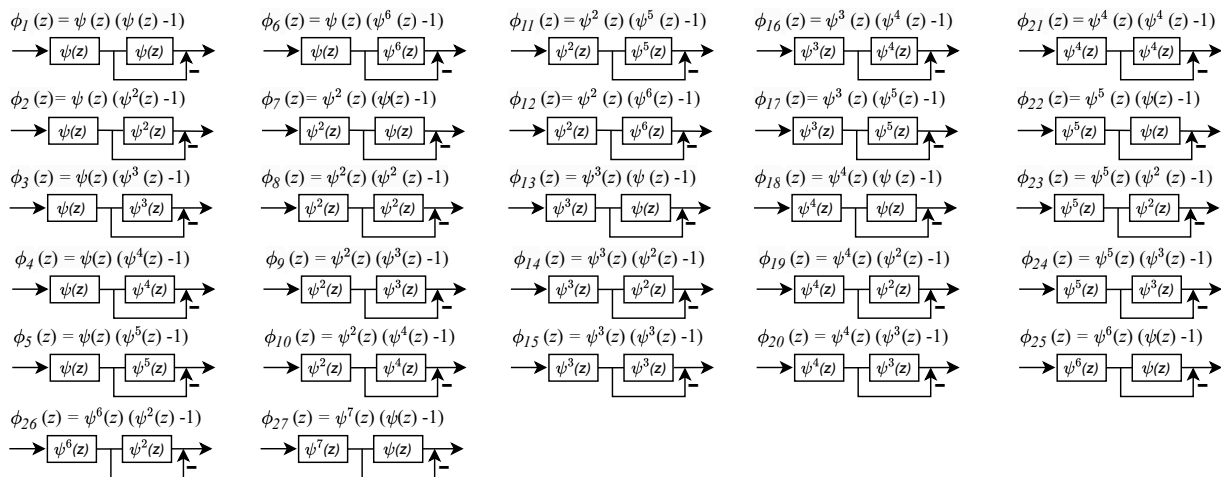 ϕ₁ (z)= ψ (z) (ψ (z) -1)
ψ(z) ψ(z) -
ϕ₂ (z)= ψ (z) (ψ²(z) -1)
ψ(z) ψ²(z) -
ϕ₃ (z) = ψ(z) (ψ³ (z) -1)
ψ(z) ψ³(z) -
ϕ₄ (z) = ψ(z) (ψ⁴(z) -1)
ψ(z) ψ⁴(z) -
ϕ₅ (z) = ψ(z) (ψ⁵(z) -1)
ψ(z) ψ⁵(z) -
ϕ₆ (z)= ψ (z) (ψ⁶ (z) -1)
ψ(z) ψ⁶(z) -
ϕ₇ (z)= ψ² (z) (ψ(z) -1)
ψ²(z) ψ(z) -
ϕ₈ (z) = ψ²(z) (ψ² (z) -1)
ψ²(z) ψ²(z) -
ϕ₉ (z) = ψ²(z) (ψ³(z) -1)
ψ²(z) ψ³(z) -
ϕ₁₀ (z) = ψ²(z) (ψ⁴(z) -1)
ψ²(z) ψ⁴(z) -
ϕ₁₁ (z)= ψ² (z) (ψ⁵ (z) -1)
ψ²(z) ψ⁵(z) -
ϕ₁₂ (z)= ψ² (z) (ψ⁶(z) -1)
ψ²(z) ψ⁶(z) -
ϕ₁₃ (z) = ψ³(z) (ψ (z) -1)
ψ³(z) ψ(z) -
ϕ₁₄ (z) = ψ³(z) (ψ²(z) -1)
ψ³(z) ψ²(z) -
ϕ₁₅ (z) = ψ³(z) (ψ³(z) -1)
ψ³(z) ψ³(z) -
ϕ₁₆ (z)= ψ³ (z) (ψ⁴ (z) -1)
ψ³(z) ψ⁴(z) -
ϕ₁₇ (z)= ψ³ (z) (ψ⁵(z) -1)
ψ³(z) ψ⁵(z) -
ϕ₁₈ (z) = ψ⁴(z) (ψ (z) -1)
ψ⁴(z) ψ(z) -
ϕ₁₉ (z) = ψ⁴(z) (ψ²(z) -1)
ψ⁴(z) ψ²(z) -
ϕ₂₀ (z) = ψ⁴(z) (ψ³(z) -1)
ψ⁴(z) ψ³(z) -
ϕ₂₁ (z)= ψ⁴ (z) (ψ⁴ (z) -1)
ψ⁴(z) ψ⁴(z) -
ϕ₂₂ (z)= ψ⁵ (z) (ψ(z) -1)
ψ⁵(z) ψ(z) -
ϕ₂₃ (z) = ψ⁵(z) (ψ² (z) -1)
ψ⁵(z) ψ²(z) -
ϕ₂₄ (z) = ψ⁵(z) (ψ³(z) -1)
ψ⁵(z) ψ³(z) -
ϕ₂₅ (z) = ψ⁶(z) (ψ(z) -1)
ψ⁶(z) ψ(z) -
ϕ₂₆ (z) = ψ⁶(z) (ψ²(z) -1)
ψ⁶(z) ψ²(z) -
ϕ₂₇ (z) = ψ⁷(z) (ψ(z) -1)
ψ⁷(z) ψ(z) -